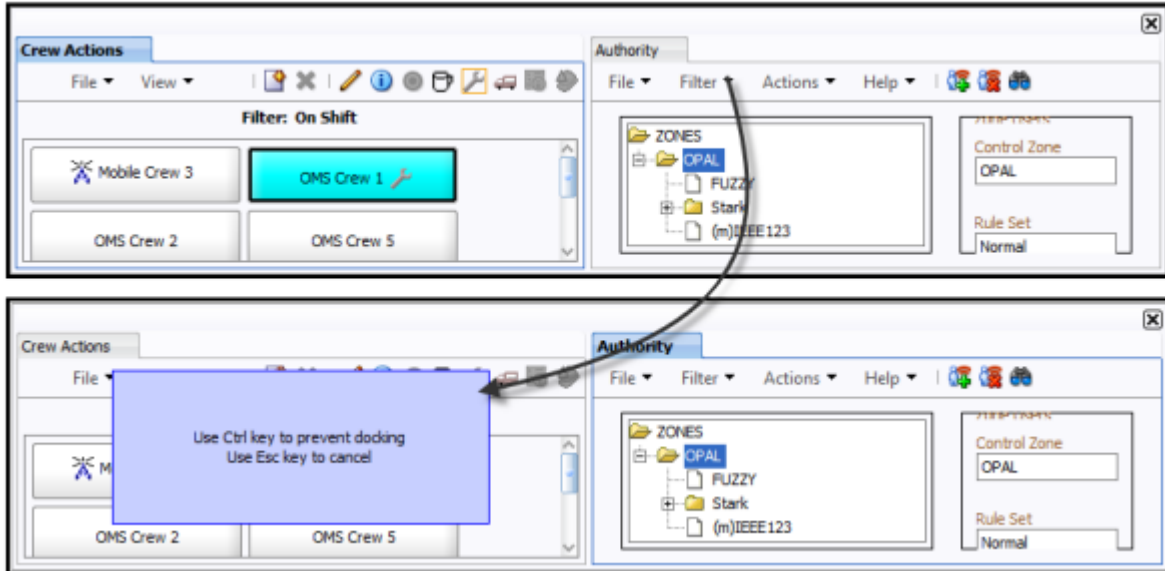 Crew Actions
File View
Filter: On Shift
Mobile Crew 3
OMS Crew 1
OMS Crew 2
OMS Crew 5
Authority
File Filter Actions Help
ZONES
OPAL
FUZZY
Stark
(m)IEEE123
Control Zone
OPAL
Rule Set
Normal
Crew Actions
File
Use Ctrl key to prevent docking
Use Esc key to cancel
M
OMS Crew 2
OMS Crew 5
Authority
File Filter Actions Help
ZONES
OPAL
FUZZY
Stark
(m)IEEE123
Control Zone
OPAL
Rule Set
Normal